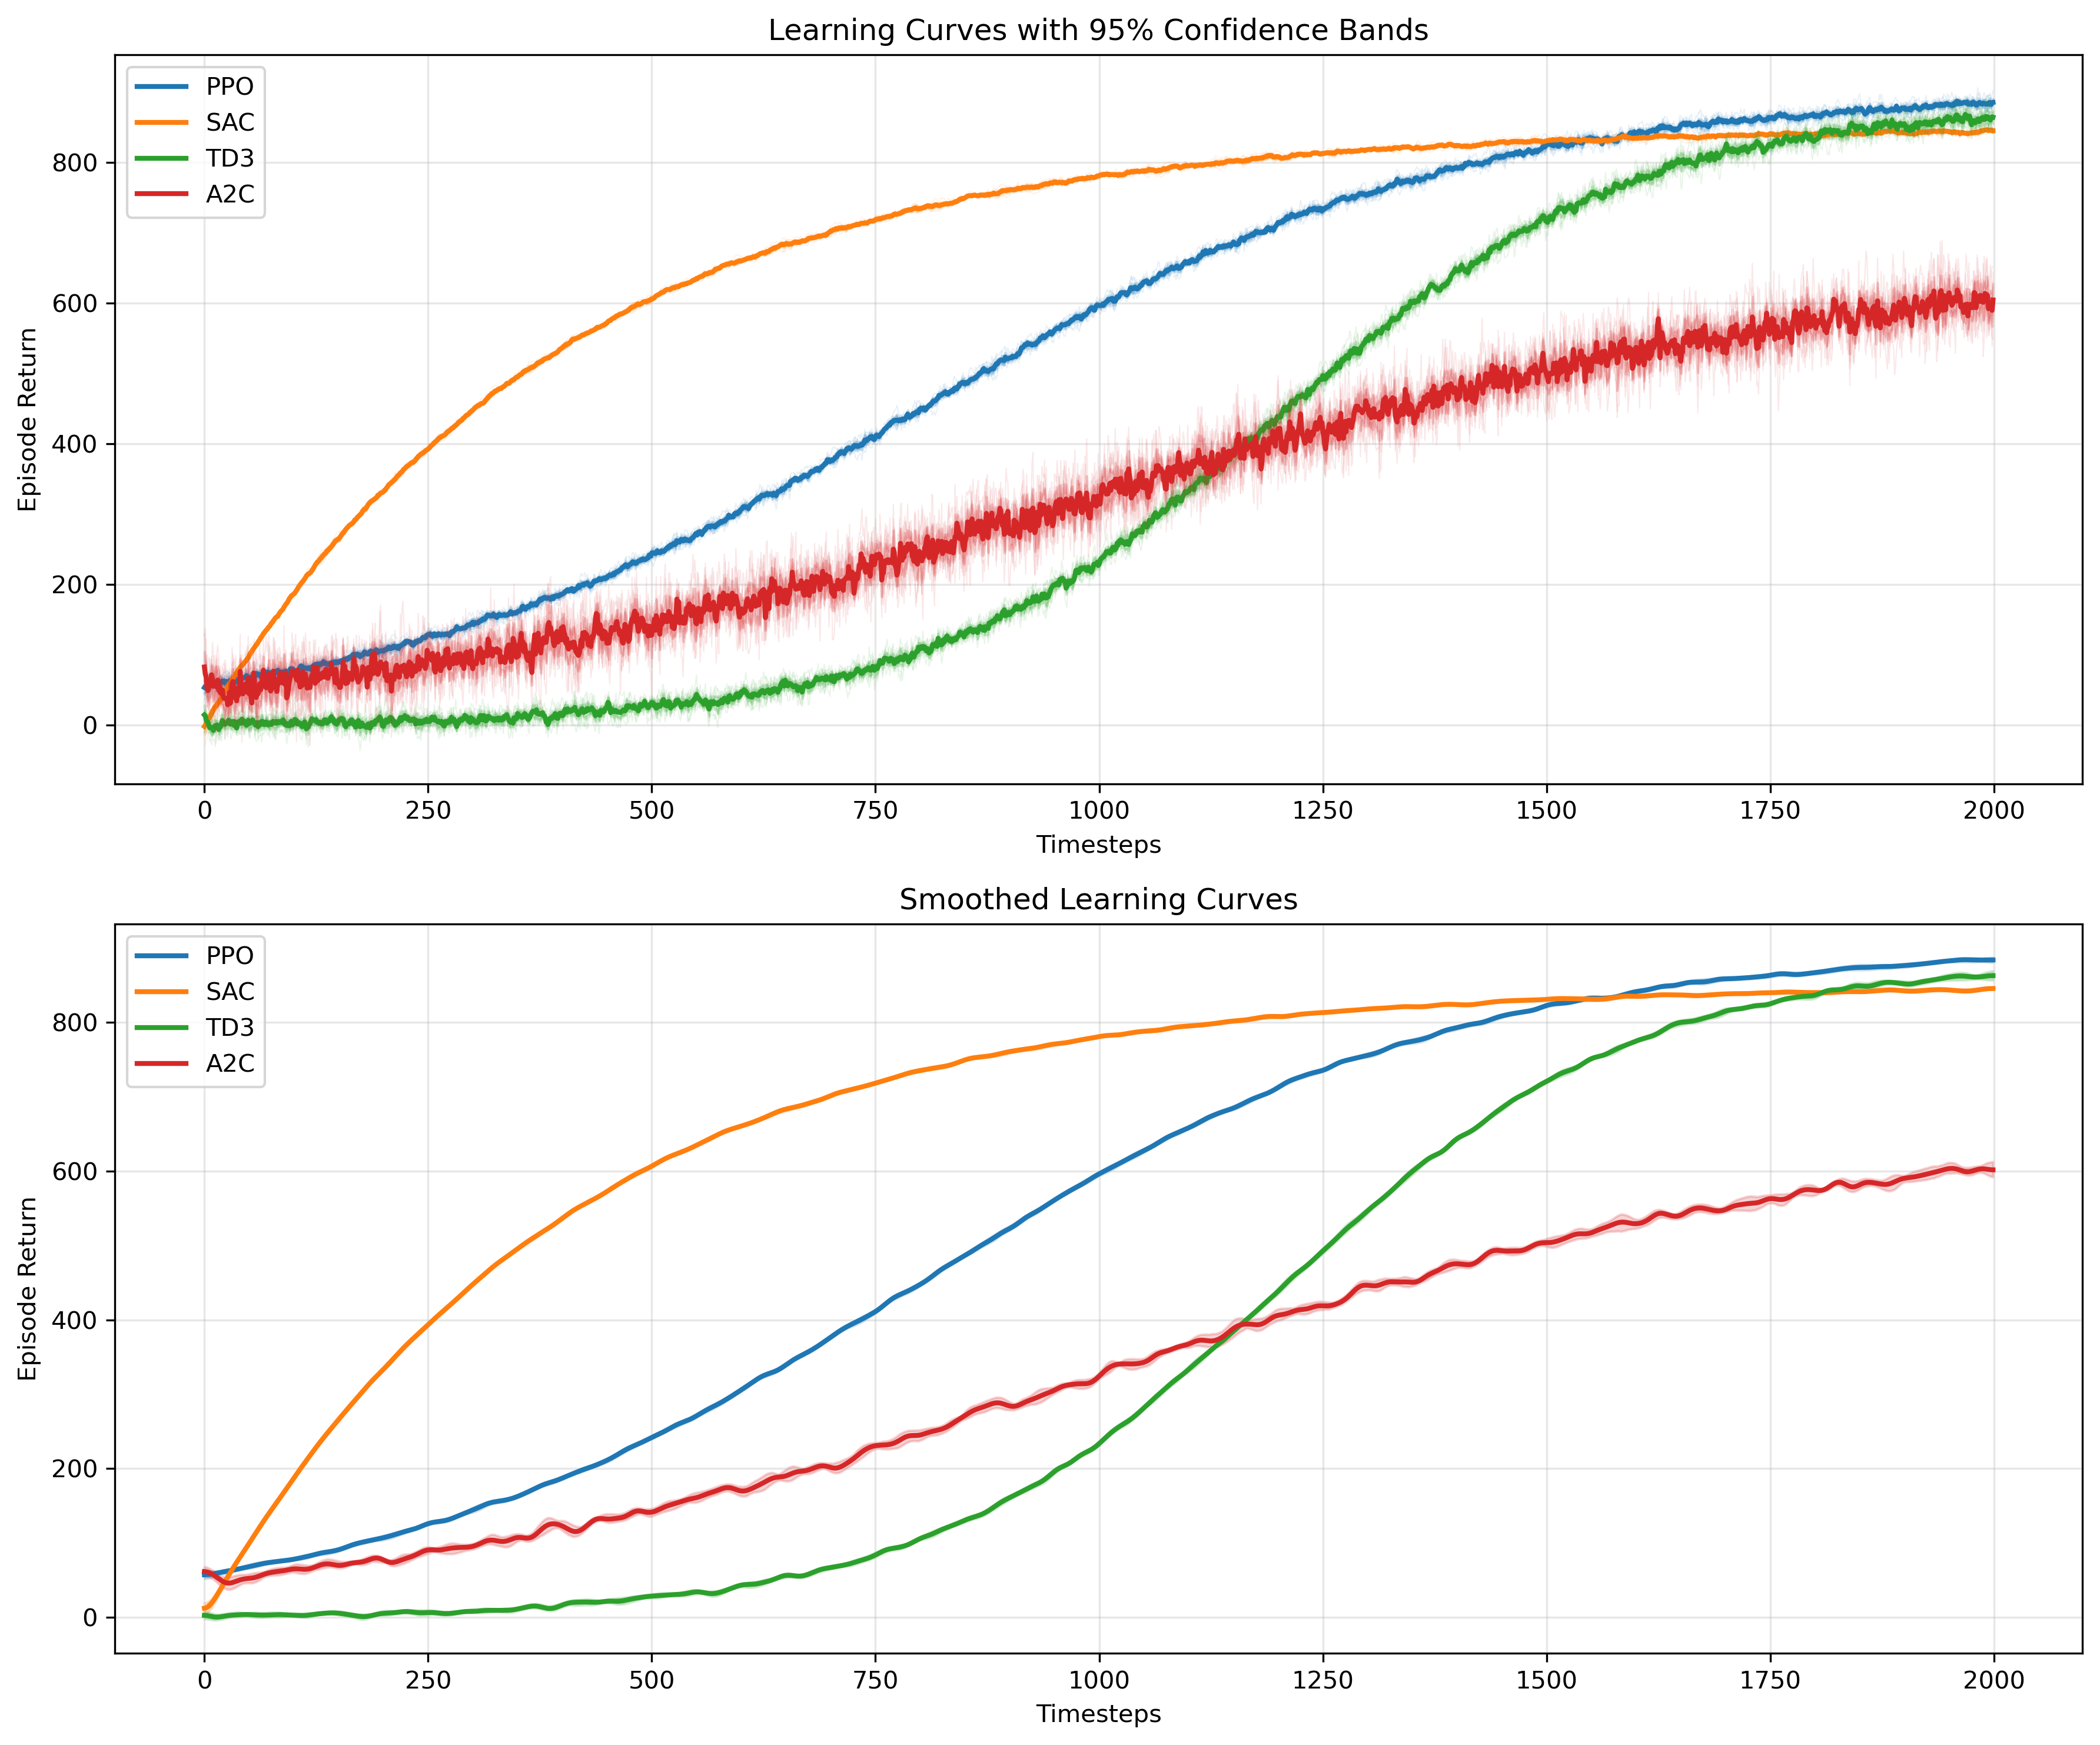 Learning Curves with 95% Confidence Bands
PPO
SAC
TD3
A2C
800
600
400
200
0
Episode Return
0 250 500 750 1000 1250 1500 1750 2000
Timesteps
Smoothed Learning Curves
PPO
SAC
TD3
A2C
800
600
400
200
0
Episode Return
0 250 500 750 1000 1250 1500 1750 2000
Timesteps